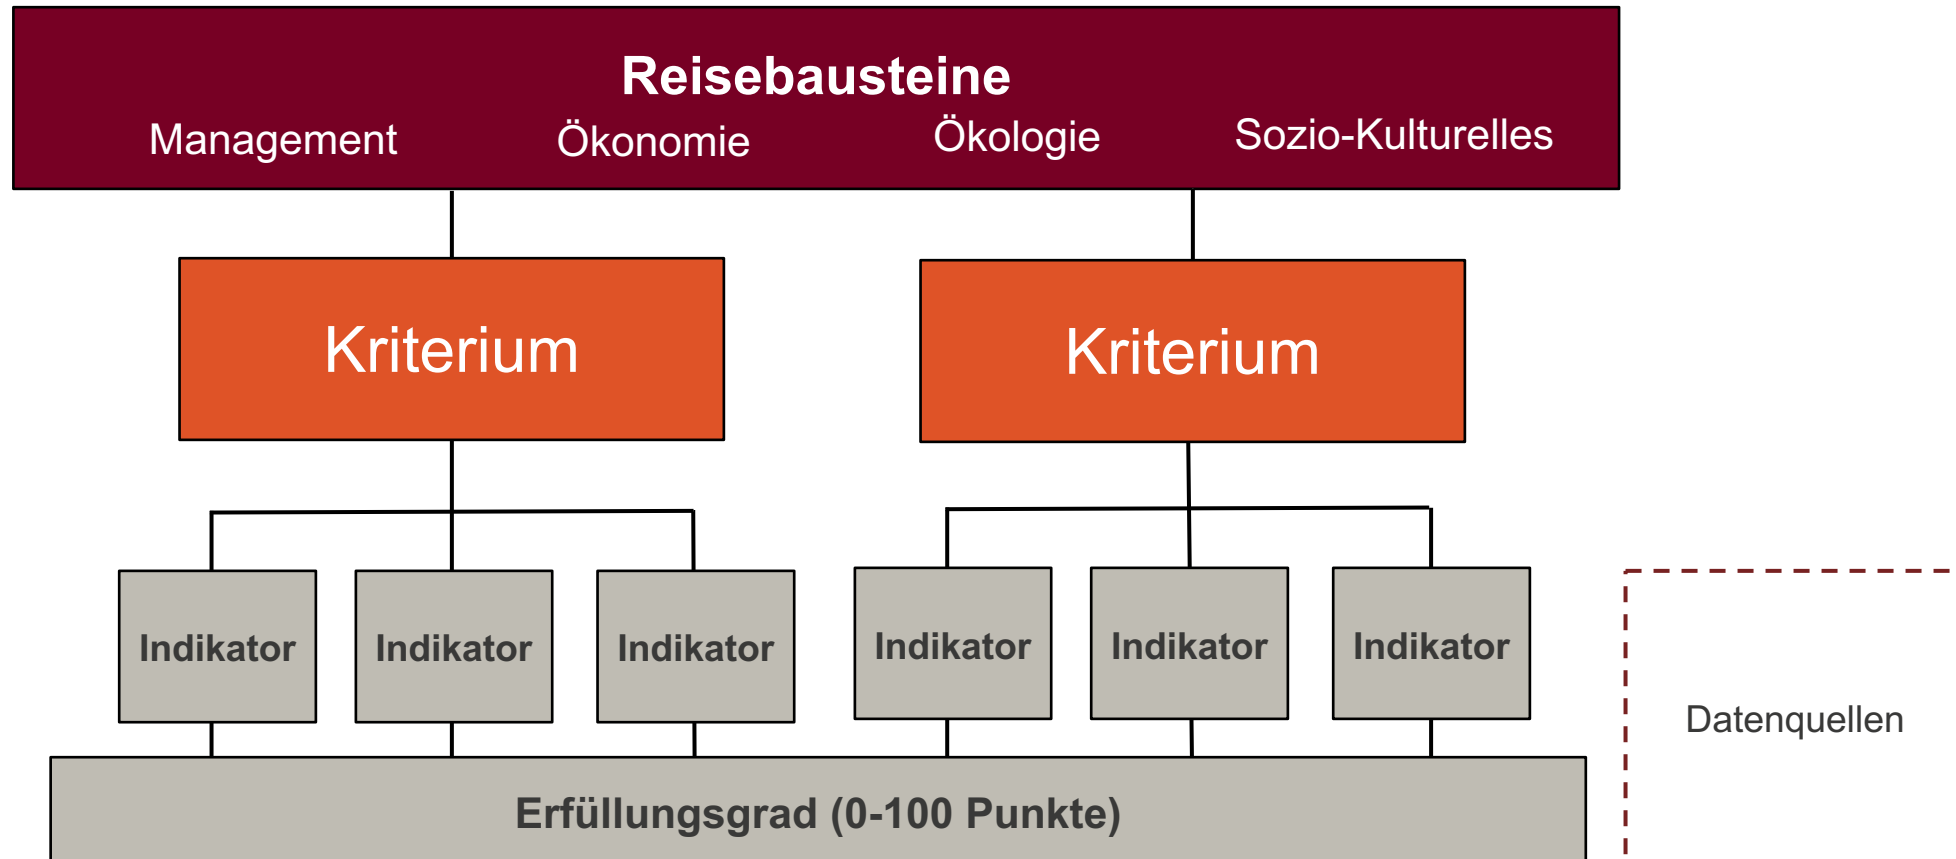 Reisebausteine
Management Ökonomie Ökologie Sozio-Kulturelles
Kriterium Kriterium
Indikator Indikator Indikator Indikator Indikator Indikator
Datenquellen
Erfüllungsgrad (0-100 Punkte)